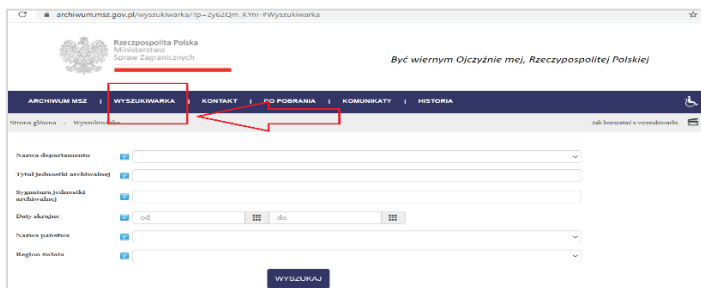 archiwum.msz.gov.pl/wyszukiwarka/?p=2y62Qm_KYnI-#Wyszukiwarka
Rzeczpospolita Polska
Ministerstwo
Spraw Zagranicznych
Być wiernym Ojczyźnie mej, Rzeczypospolitej Polskiej
ARCHIWUM MSZ | WYSZUKIWARKA | KONTAKT | DO POBRANIA | KOMUNIKATY | HISTORIA
Strona główna › Wyszukiwarka
Jak korzystać z wyszukiwarki
Nazwa departamentu
Tytuł jednostki archiwalnej
Sygnatura jednostki
archiwalnej
Daty skrajne od do
Nazwa państwa
Region świata
WYSZUKAJ